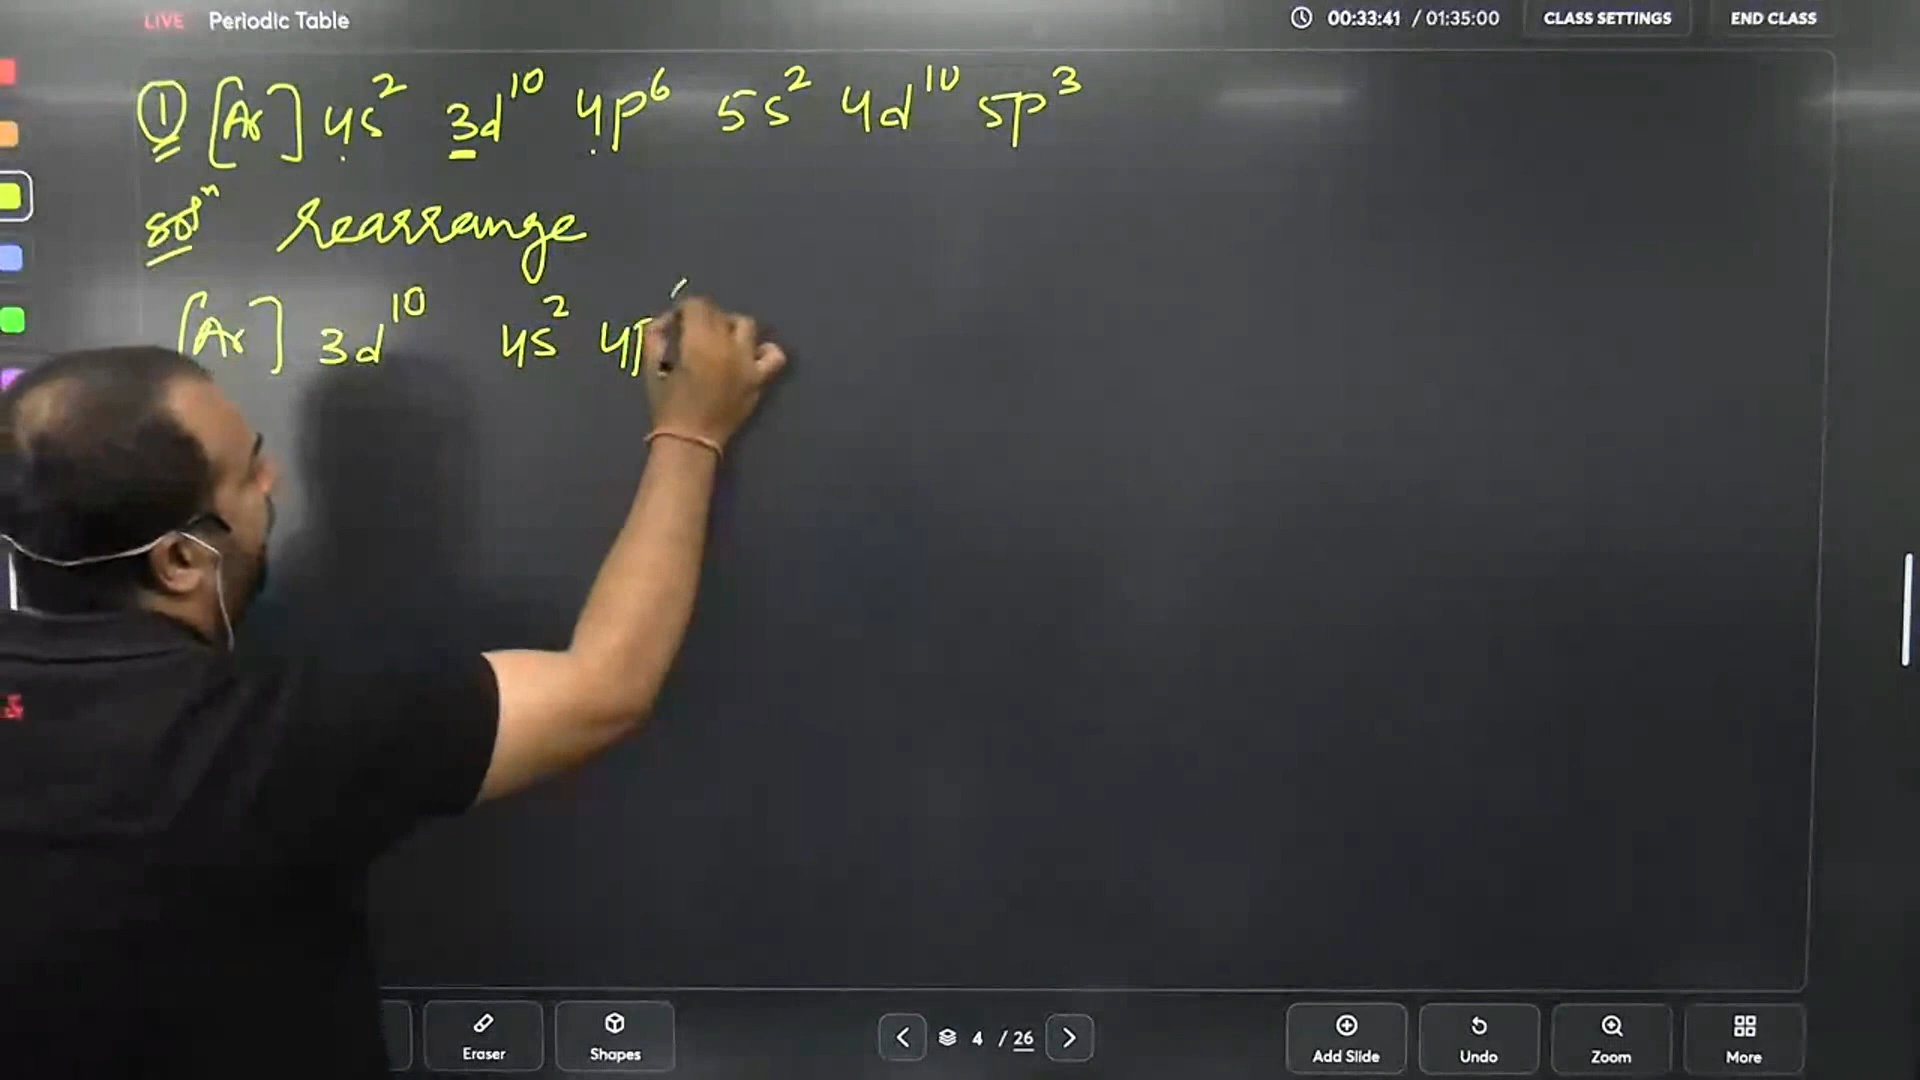 LIVE Periodic Table 00:33:41 / 01:35:00 CLASS SETTINGS END CLASS
① [Ar] 4s² 3d¹⁰ 4p⁶ 5s² 4d¹⁰ 5p³
solⁿ rearrange
[Ar] 3d¹⁰ 4s² 4p
&
Eraser Shapes 4 / 26 Add Slide Undo Zoom More